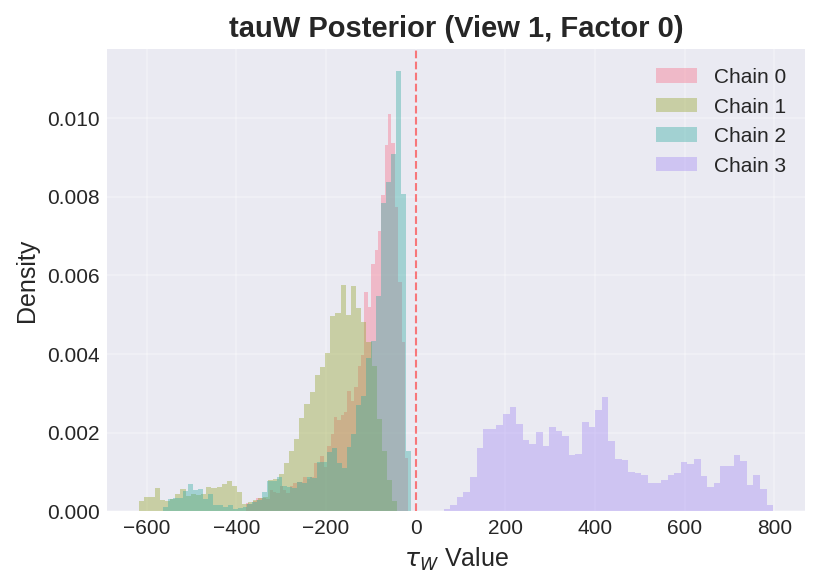 tauW Posterior (View 1, Factor 0)
Chain 0
Chain 1
Chain 2
Chain 3
Density
0.010
0.008
0.006
0.004
0.002
0.000
−600 −400 −200 0 200 400 600 800
τW Value